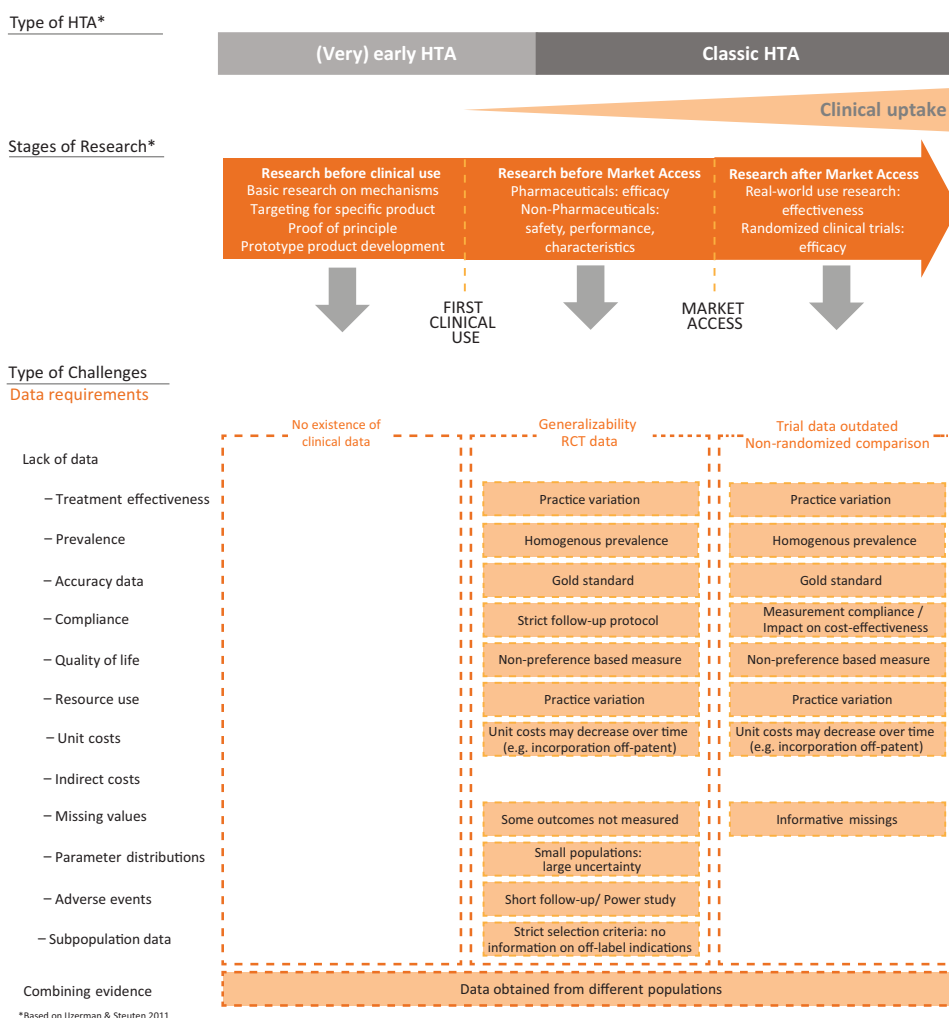 Type of HTA*
(Very) early HTA
Classic HTA
Clinical uptake
Stages of Research*
Research before clinical use
Basic research on mechanisms
Targeting for specific product
Proof of principle
Prototype product development
Research before Market Access
Pharmaceuticals: efficacy
Non-Pharmaceuticals:
safety, performance,
characteristics
Research after Market Access
Real-world use research:
effectiveness
Randomized clinical trials:
efficacy
FIRST
CLINICAL
USE
MARKET
ACCESS
Type of Challenges
Data requirements
No existence of
clinical data
Generalizability
RCT data
Trial data outdated
Non-randomized comparison
Lack of data
– Treatment effectiveness
Practice variation
Practice variation
– Prevalence
Homogenous prevalence
Homogenous prevalence
– Accuracy data
Gold standard
Gold standard
– Compliance
Strict follow-up protocol
Measurement compliance /
Impact on cost-effectiveness
– Quality of life
Non-preference based measure
Non-preference based measure
– Resource use
Practice variation
Practice variation
– Unit costs
Unit costs may decrease over time
(e.g. incorporation off-patent)
Unit costs may decrease over time
(e.g. incorporation off-patent)
– Indirect costs
– Missing values
Some outcomes not measured
Informative missings
– Parameter distributions
Small populations:
large uncertainty
– Adverse events
Short follow-up/ Power study
– Subpopulation data
Strict selection criteria: no
information on off-label indications
Combining evidence
Data obtained from different populations
*Based on IJzerman & Steuten 2011